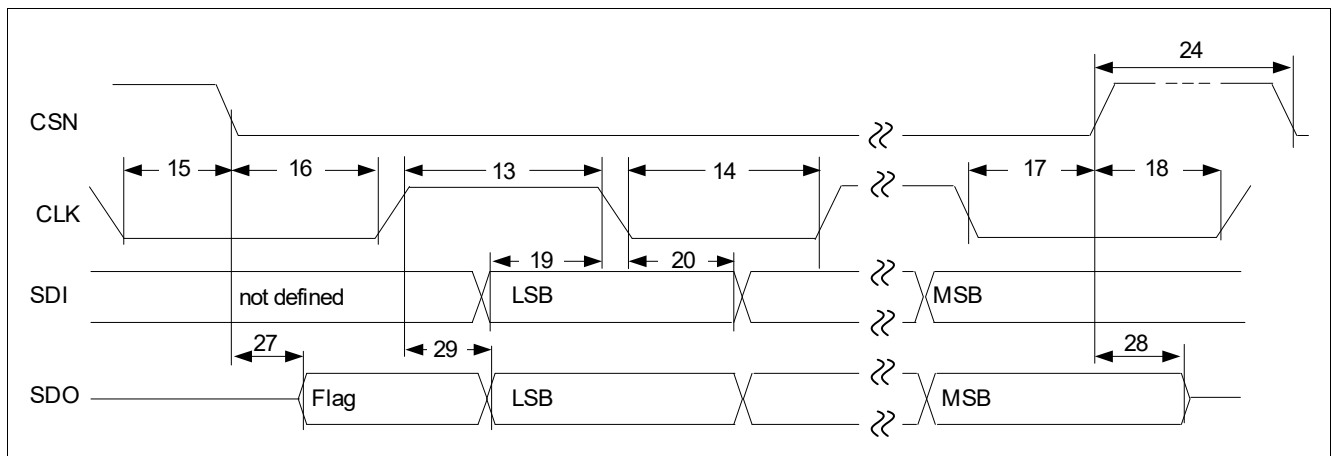 24
CSN
15 16 13 14 17 18
CLK
19 20
SDI not defined LSB MSB
27 29 28
SDO Flag LSB MSB